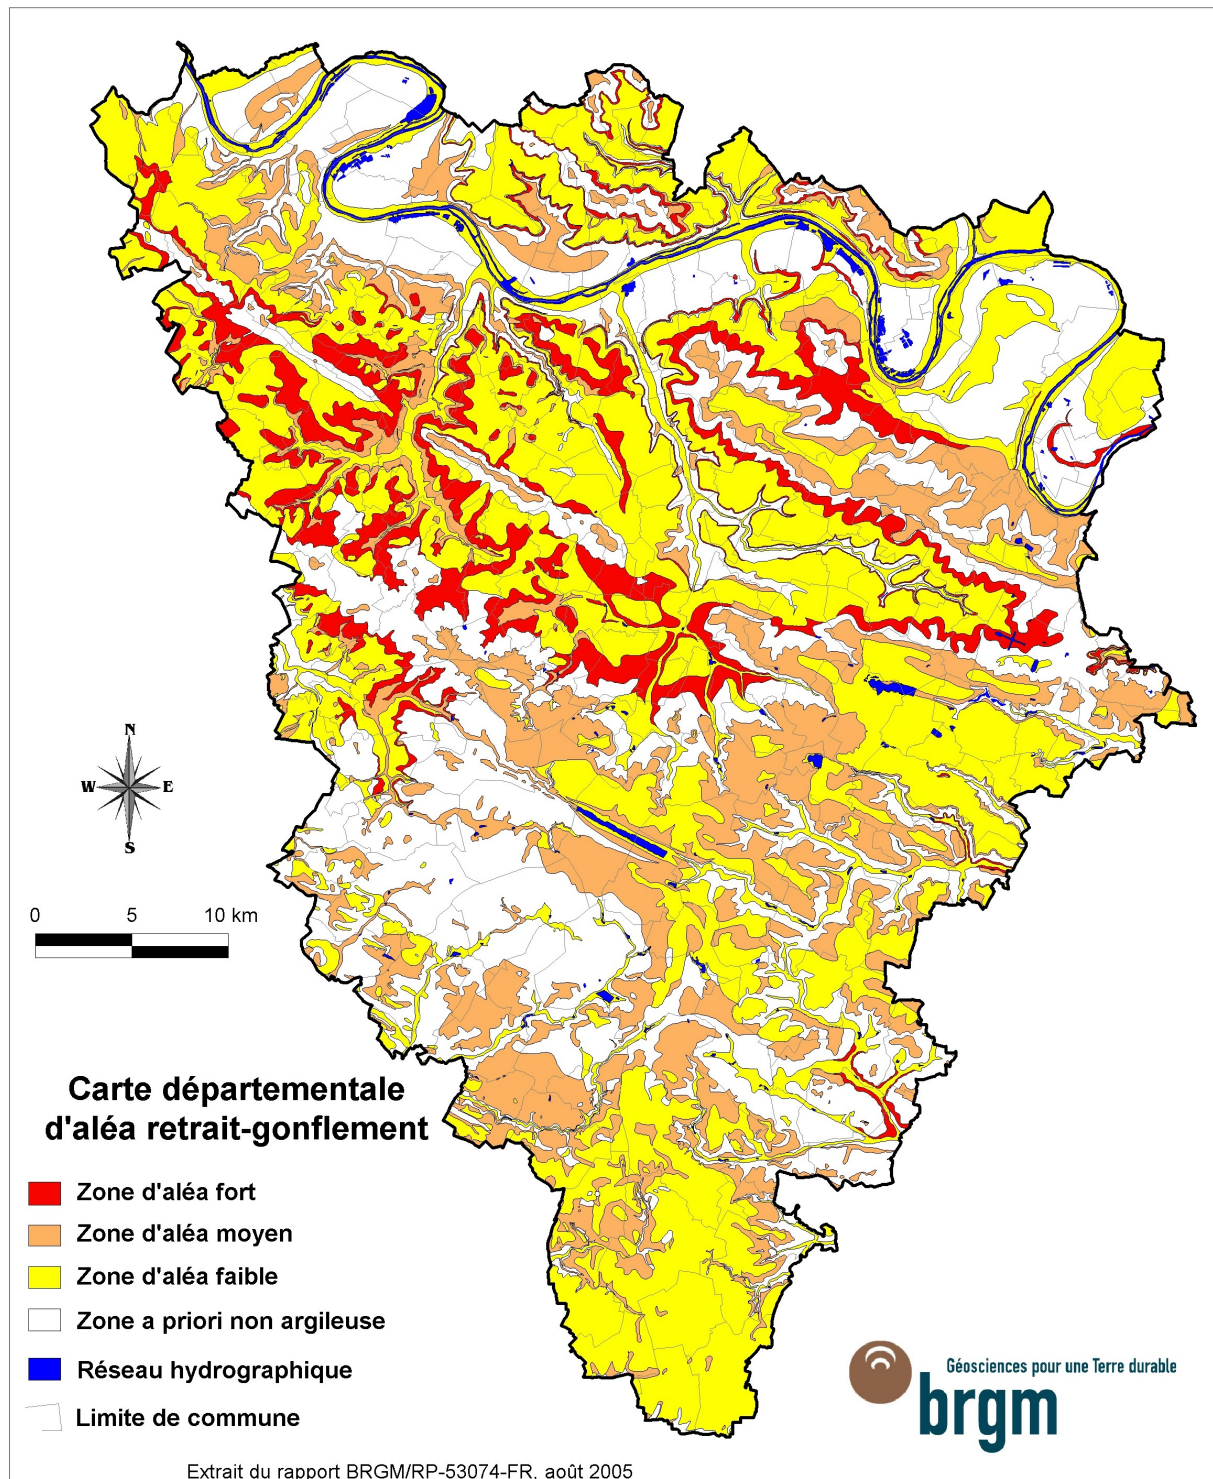 N
W E
S
0 5 10 km
Carte départementale
d'aléa retrait-gonflement
Zone d'aléa fort
Zone d'aléa moyen
Zone d'aléa faible
Zone a priori non argileuse
Réseau hydrographique
Limite de commune
Géosciences pour une Terre durable
brgm
Extrait du rapport BRGM/RP-53074-FR, août 2005